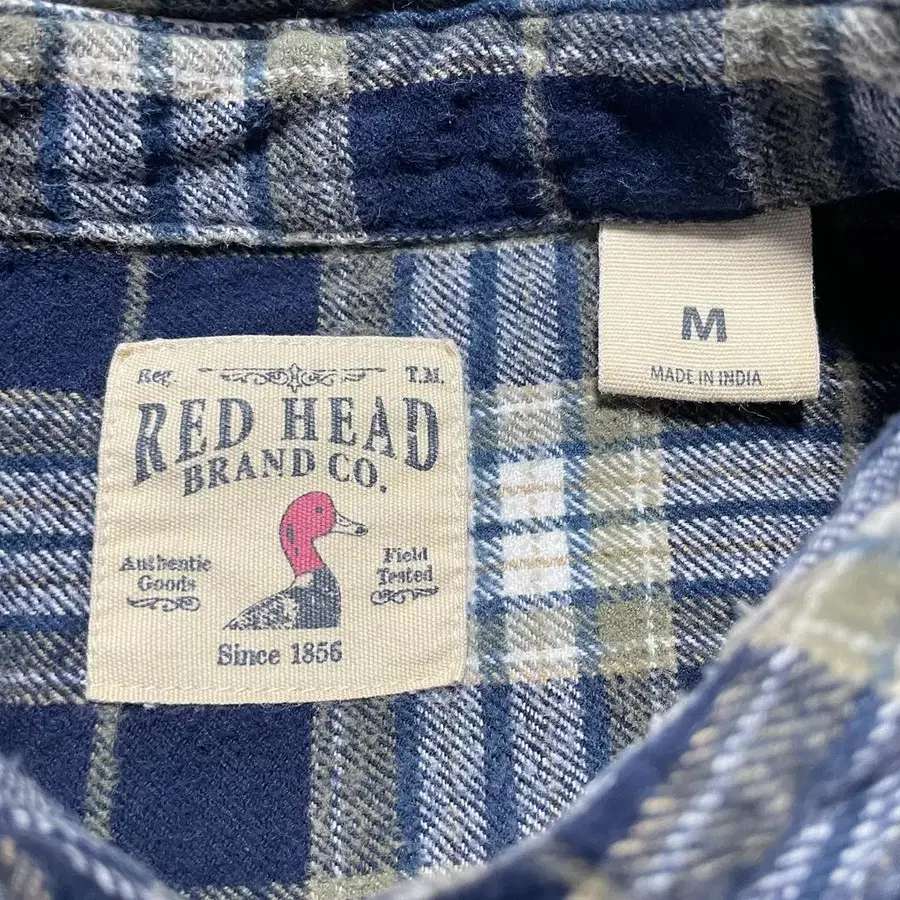 Reg. T.M.
RED HEAD
BRAND CO.
Authentic
Goods
Field
Tested
Since 1856
M
MADE IN INDIA